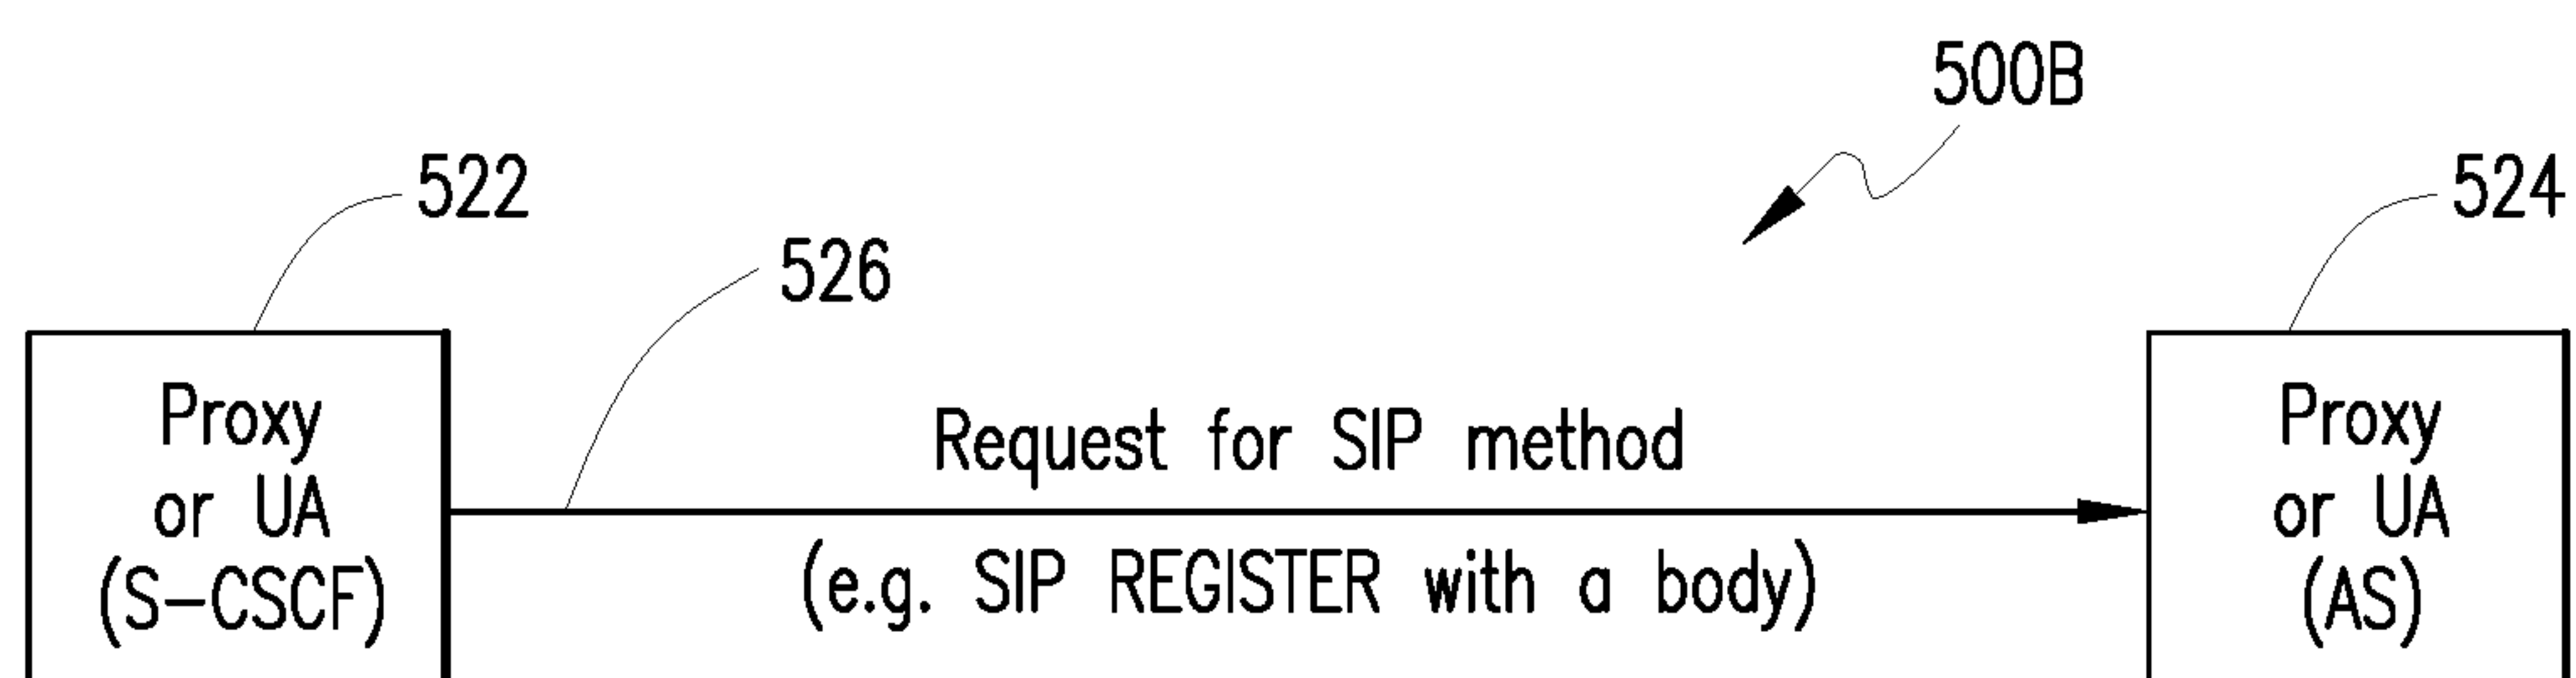 500B
522
524
526
Proxy
or UA
(S-CSCF)
Request for SIP method
(e.g. SIP REGISTER with a body)
Proxy
or UA
(AS)